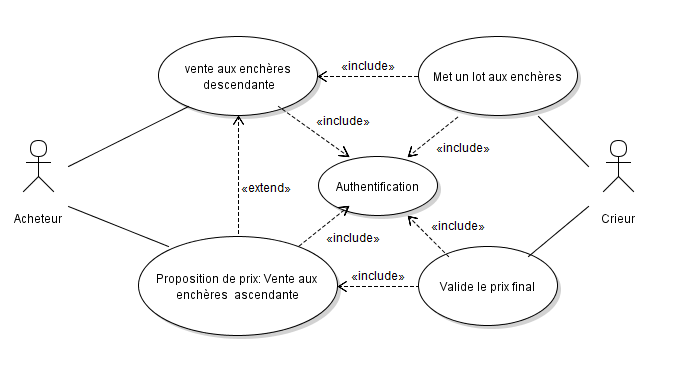 «include»
vente aux enchères
descendante
Met un lot aux enchères
«include»
«include»
Authentification
«extend»
Acheteur
Crieur
«include»
«include»
Proposition de prix: Vente aux
enchères ascendante
«include»
Valide le prix final